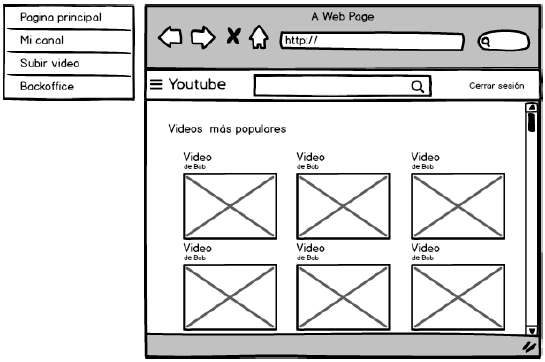 Pagina principal
Mi canal
Subir video
Backoffice
A Web Page
http://
Youtube
Cerrar sesión
Videos más populares
Video
de Bob
Video
de Bob
Video
de Bob
Video
de Bob
Video
de Bob
Video
de Bob